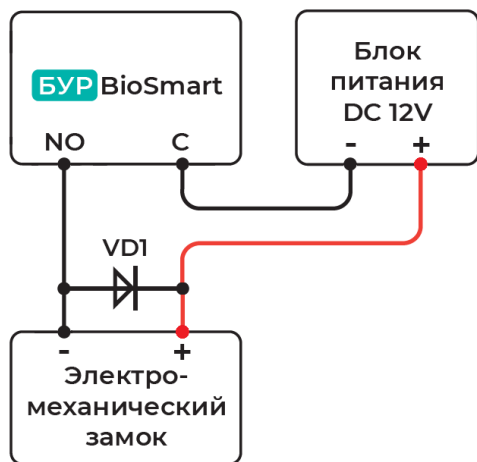 БУР BioSmart
NO C
Блок
питания
DC 12V
- +
VD1
- +
Электро-
механический
замок